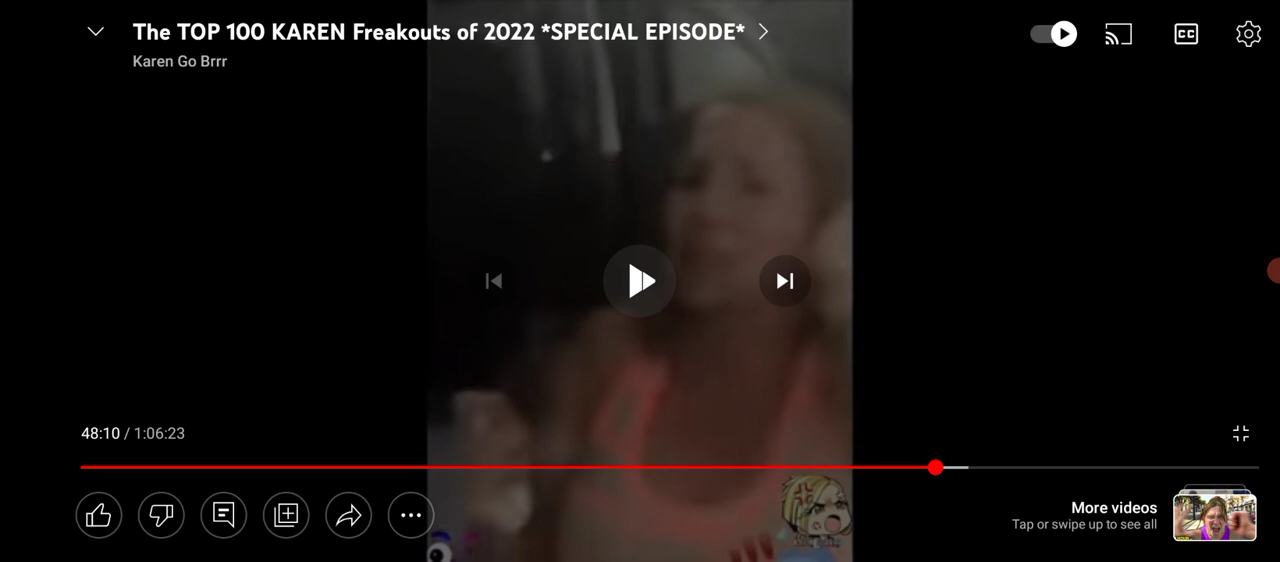 The TOP 100 KAREN Freakouts of 2022 *SPECIAL EPISODE*
Karen Go Brrr
CC
48:10 / 1:06:23
More videos
Tap or swipe up to see all